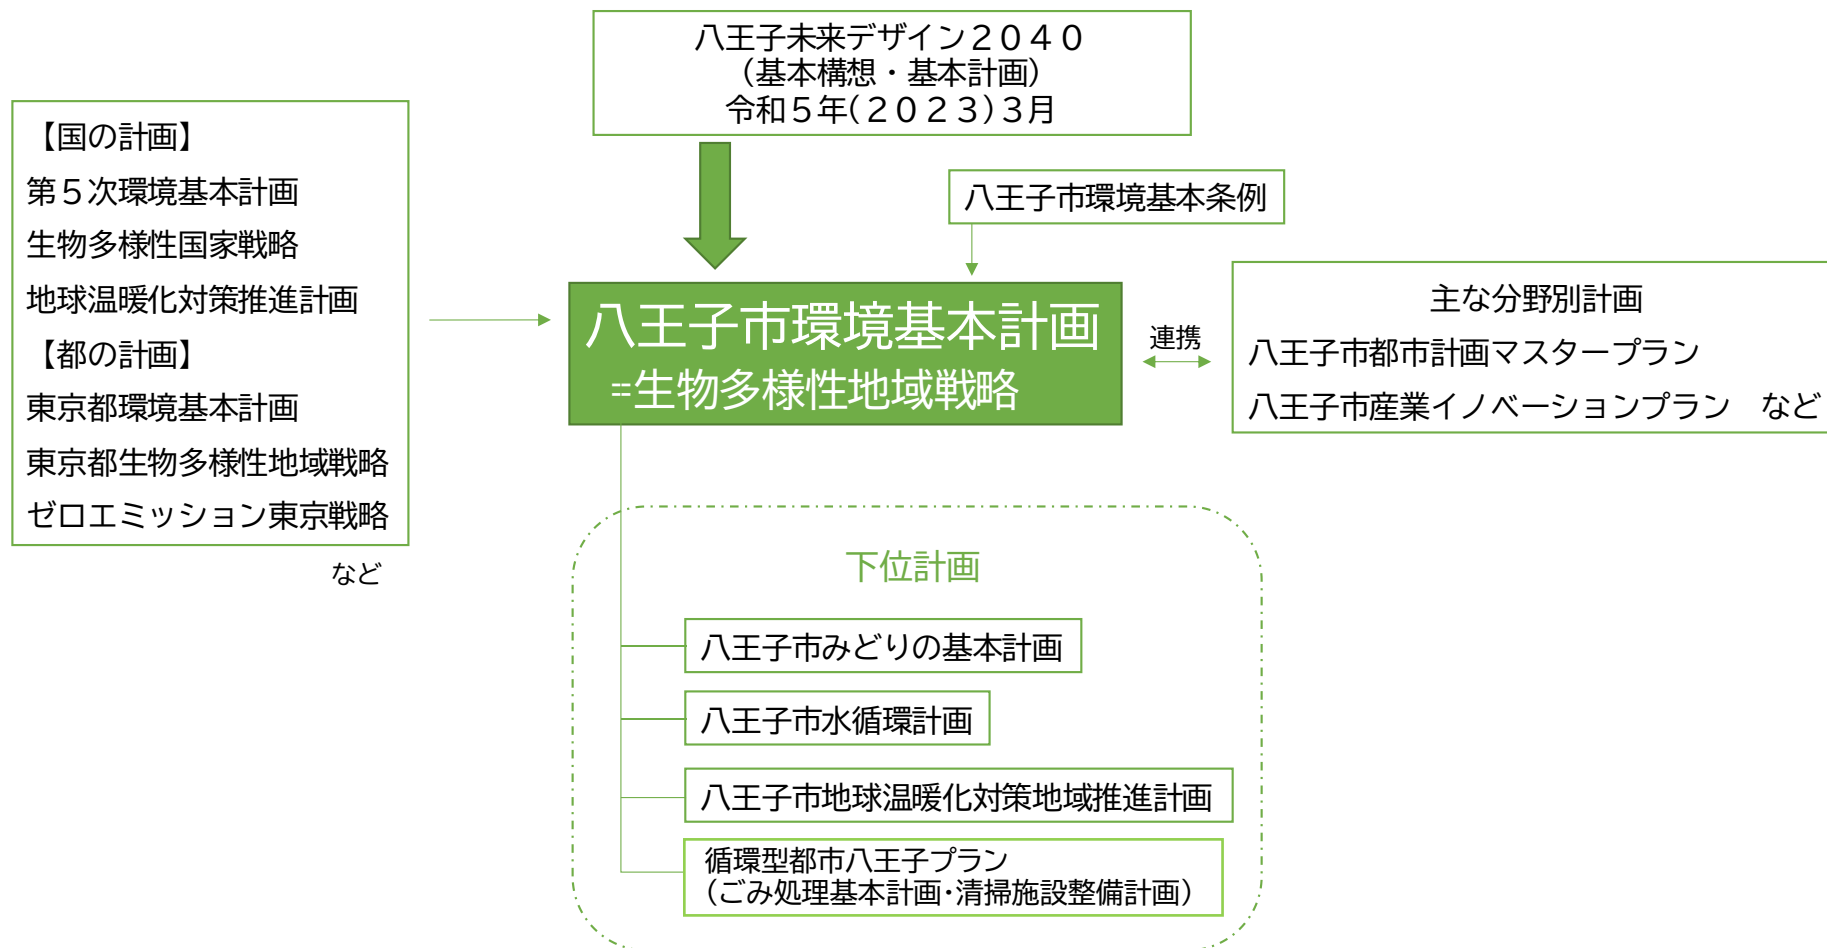 八王子未来デザイン２０４０
（基本構想・基本計画）
令和５年(２０２３)３月
【国の計画】
第５次環境基本計画
生物多様性国家戦略
地球温暖化対策推進計画
【都の計画】
東京都環境基本計画
東京都生物多様性地域戦略
ゼロエミッション東京戦略
など
八王子市環境基本条例
八王子市環境基本計画
=生物多様性地域戦略
連携
主な分野別計画
八王子市都市計画マスタープラン
八王子市産業イノベーションプラン　など
下位計画
八王子市みどりの基本計画
八王子市水循環計画
八王子市地球温暖化対策地域推進計画
循環型都市八王子プラン
（ごみ処理基本計画・清掃施設整備計画）